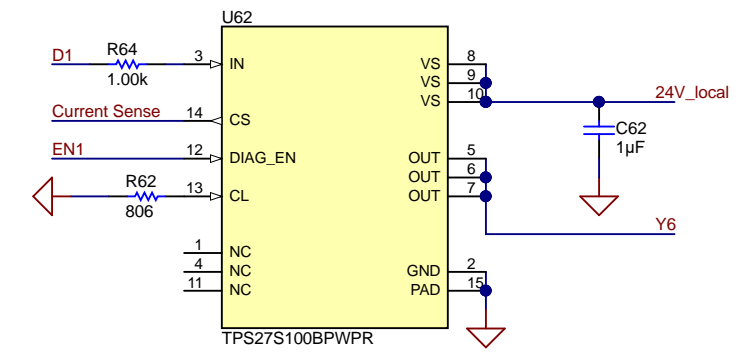 U62
D1
R64
1.00k
3
IN
VS
8
VS
9
VS
10
24V_local
Current Sense
14
CS
C62
1µF
EN1
12
DIAG_EN
OUT
5
OUT
6
OUT
7
R62
806
13
CL
Y6
1
NC
4
NC
11
NC
GND
2
PAD
15
TPS27S100BPWPR